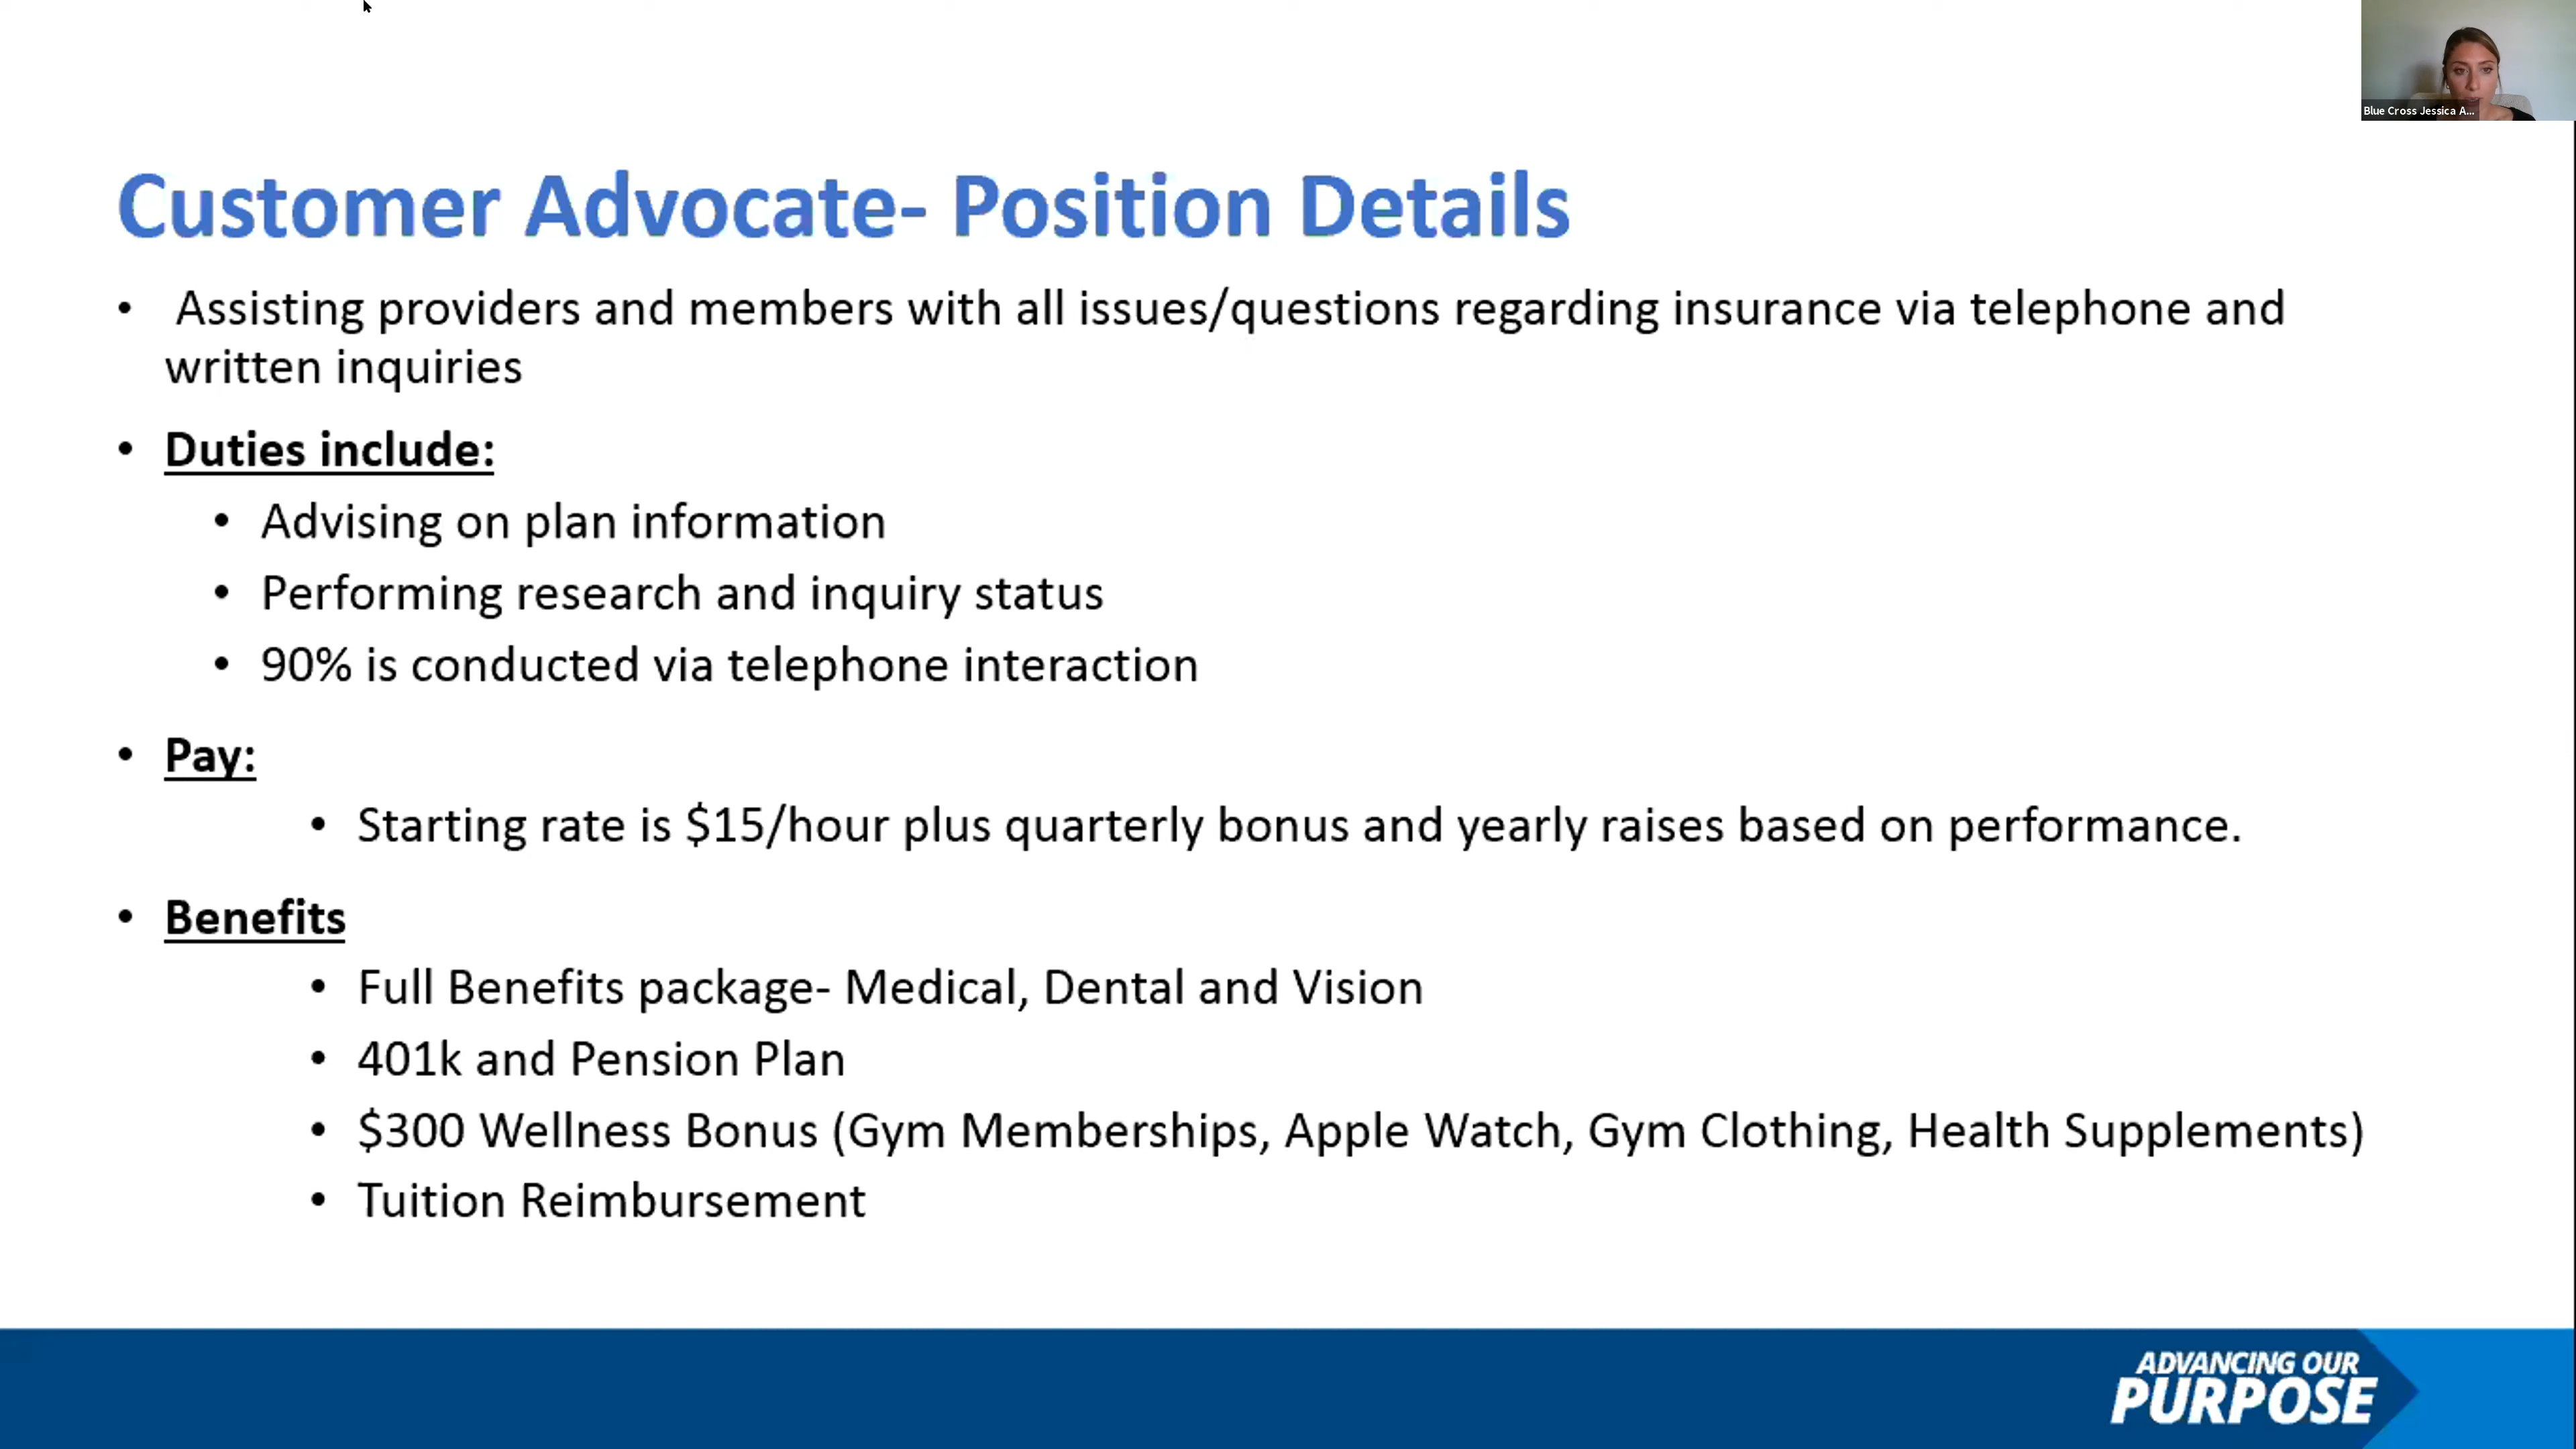 Blue Cross Jessica A...
Customer Advocate- Position Details
• Assisting providers and members with all issues/questions regarding insurance via telephone and
written inquiries
• Duties include:
• Advising on plan information
• Performing research and inquiry status
• 90% is conducted via telephone interaction
• Pay:
• Starting rate is $15/hour plus quarterly bonus and yearly raises based on performance.
• Benefits
• Full Benefits package- Medical, Dental and Vision
• 401k and Pension Plan
• $300 Wellness Bonus (Gym Memberships, Apple Watch, Gym Clothing, Health Supplements)
• Tuition Reimbursement
ADVANCING OUR
PURPOSE